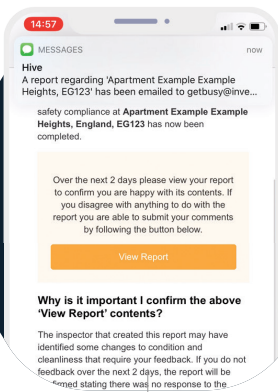 14:57
MESSAGES
now
Hive
A report regarding 'Apartment Example Example
Heights, EG123' has been emailed to getbusy@inve...
safety compliance at Apartment Example Example
Heights, England, EG123 has now been
completed.
Over the next 2 days please view your report
to confirm you are happy with its contents. If
you disagree with anything to do with the
report you are able to submit your comments
by following the button below.
View Report
Why is it important I confirm the above
‘View Report’ contents?
The inspector that created this report may have
identified some changes to condition and
cleanliness that require your feedback. If you do not
feedback over the next 2 days, the report will be
stating there was no response to the